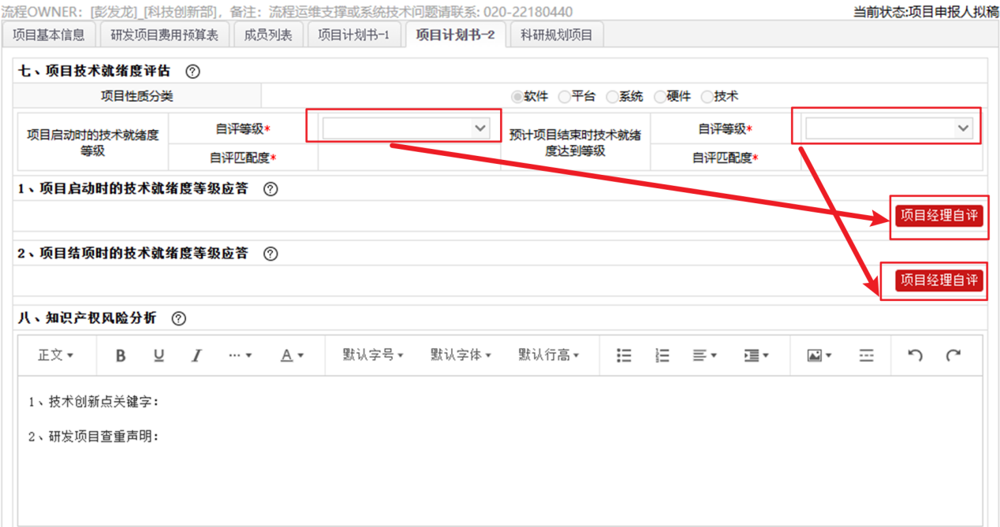 流程OWNER：[彭发龙]_[科技创新部]，备注：流程运维支撑或系统技术问题请联系: 020-22180440
当前状态:项目申报人拟稿
项目基本信息 研发项目费用预算表 成员列表 项目计划书-1 项目计划书-2 科研规划项目
七、项目技术就绪度评估 ?
项目性质分类 软件 平台 系统 硬件 技术
项目启动时的技术就绪度
等级
自评等级*
自评匹配度*
预计项目结束时技术就绪
度达到等级
自评等级*
自评匹配度*
1、项目启动时的技术就绪度等级应答 ?
项目经理自评
2、项目结项时的技术就绪度等级应答 ?
项目经理自评
八、知识产权风险分析 ?
正文 B U I ... A 默认字号 默认字体 默认行高
1、技术创新点关键字：
2、研发项目查重声明：